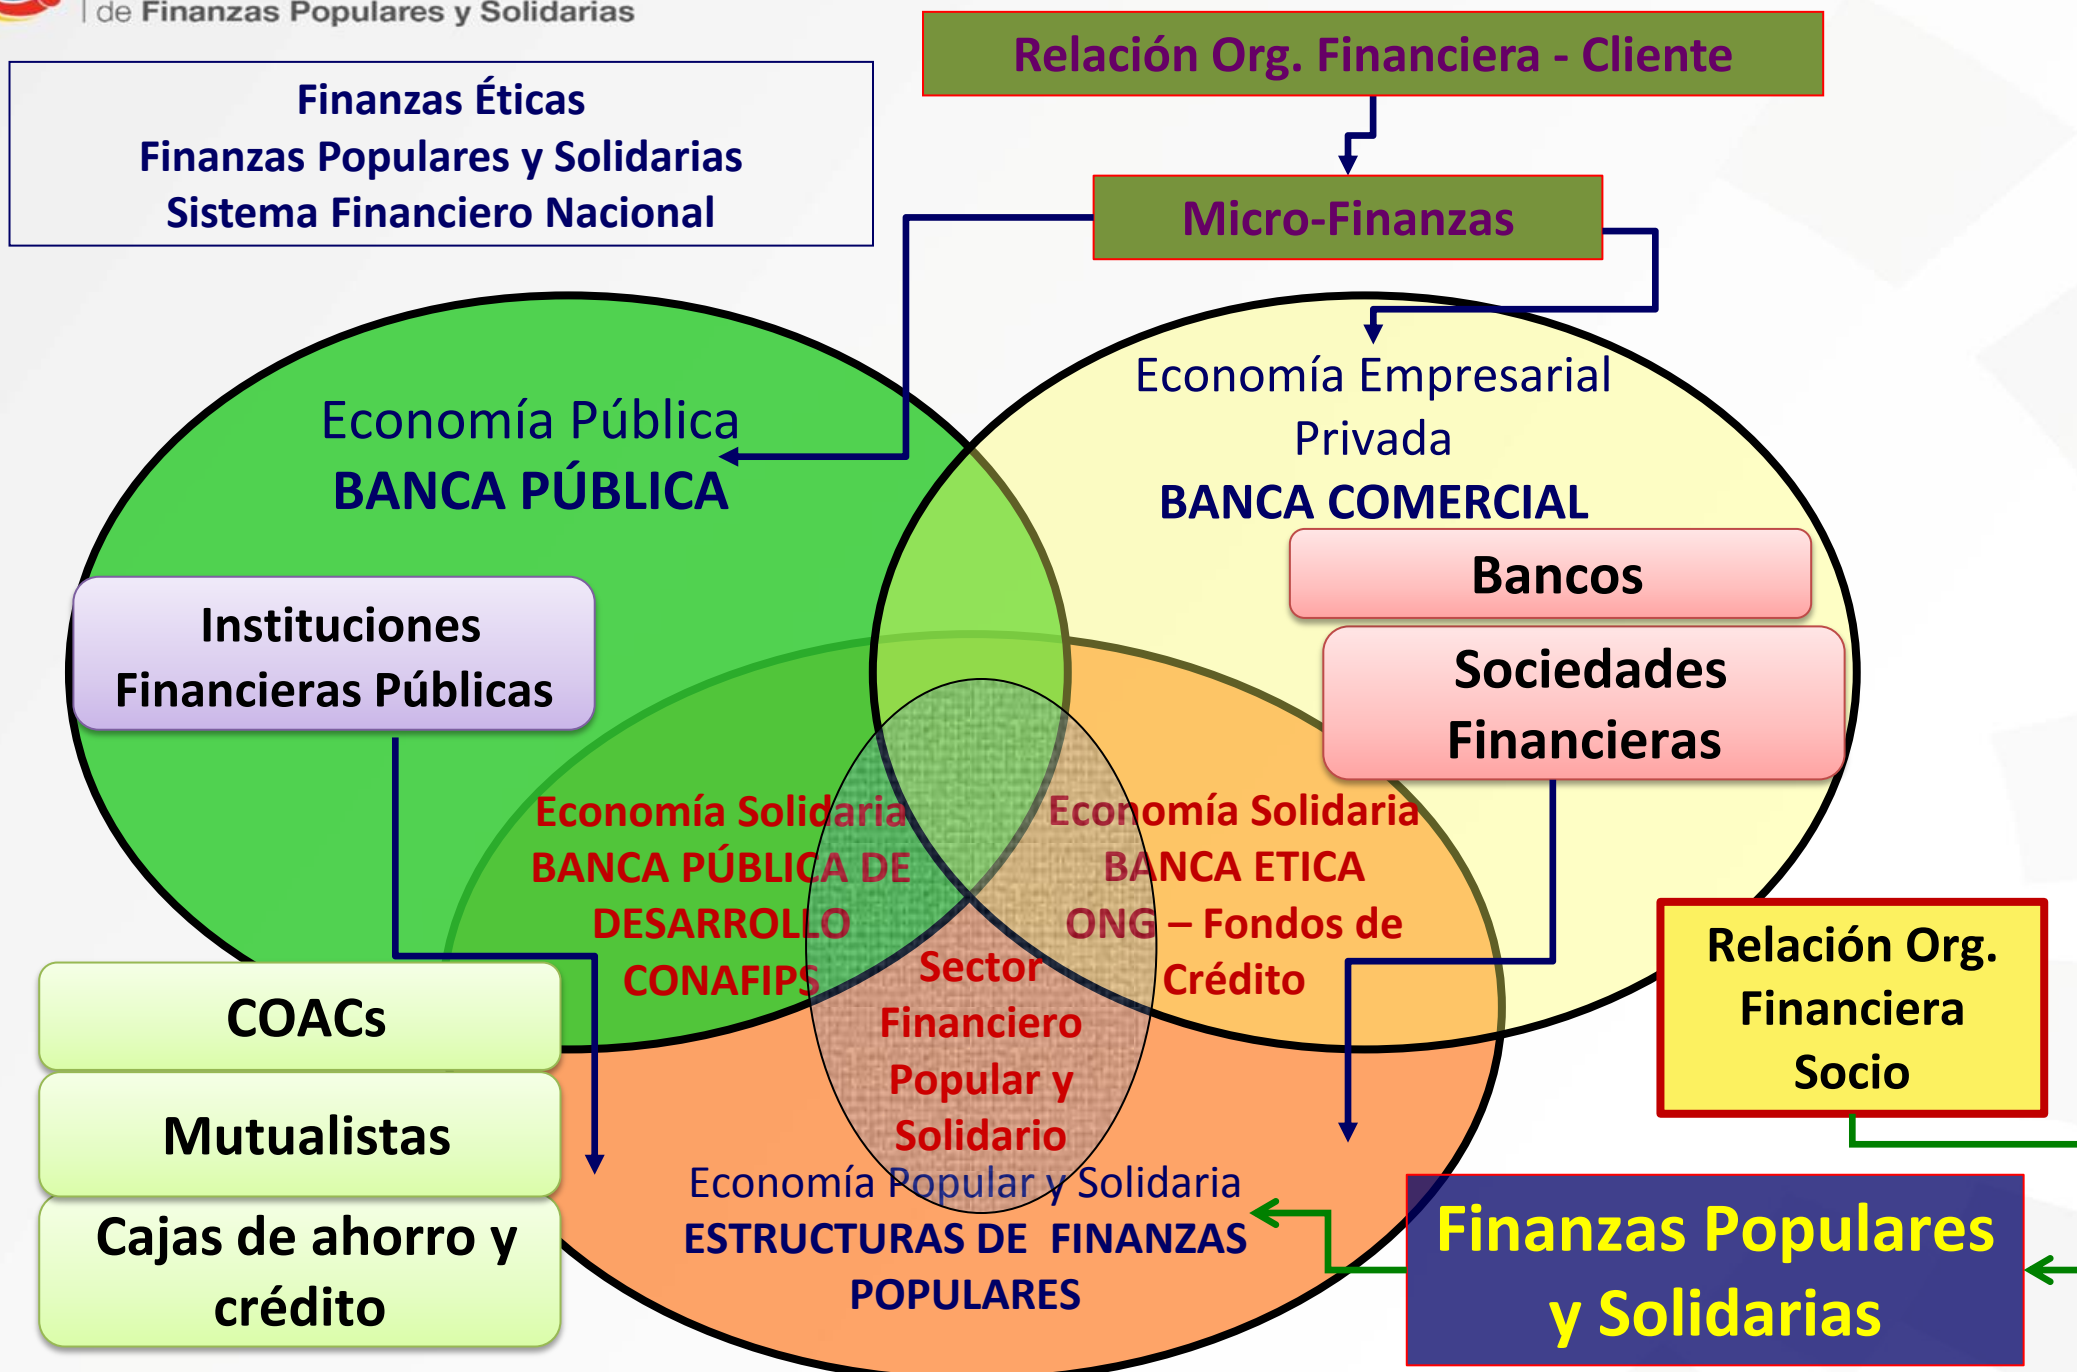 de Finanzas Populares y Solidarias
Relación Org. Financiera - Cliente
Finanzas Éticas
Finanzas Populares y Solidarias
Sistema Financiero Nacional
Micro-Finanzas
Economía Pública
BANCA PÚBLICA
Economía Empresarial
Privada
BANCA COMERCIAL
Bancos
Sociedades
Financieras
Instituciones
Financieras Públicas
Economía Solidaria
BANCA PÚBLICA DE
DESARROLLO
CONAFIPS
Economía Solidaria
BANCA ETICA
ONG – Fondos de
Crédito
Sector
Financiero
Popular y
Solidario
Relación Org.
Financiera
Socio
COACs
Mutualistas
Cajas de ahorro y
crédito
Economía Popular y Solidaria
ESTRUCTURAS DE FINANZAS
POPULARES
Finanzas Populares
y Solidarias